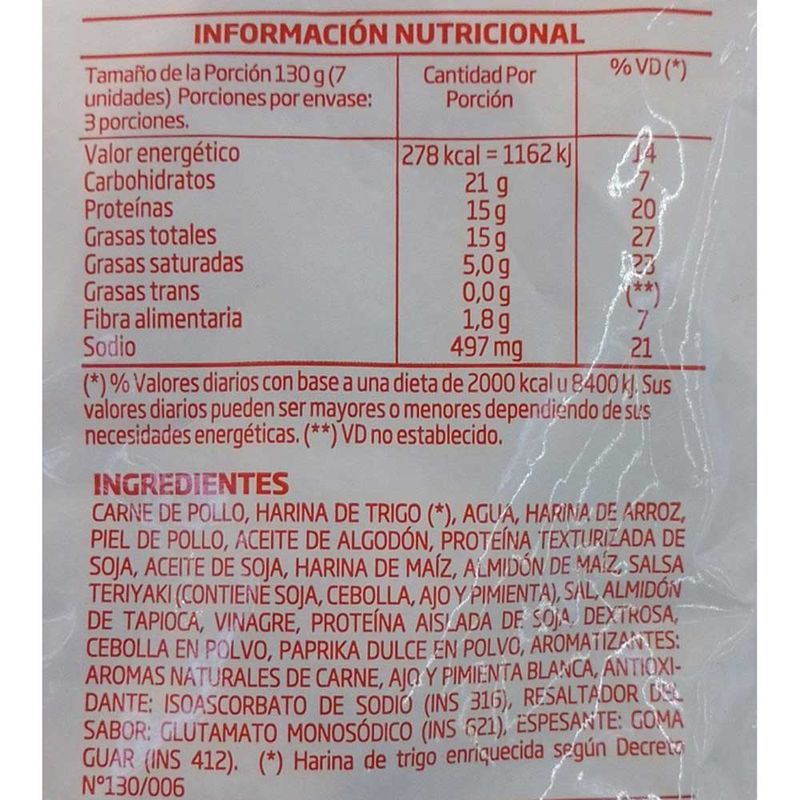 INFORMACIÓN NUTRICIONAL
Tamaño de la Porción 130 g (7 unidades) Porciones por envase: 3 porciones.
Cantidad Por Porción
% VD (*)
Valor energético 278 kcal = 1162 kJ 14
Carbohidratos 21 g 7
Proteínas 15 g 20
Grasas totales 15 g 27
Grasas saturadas 5,0 g 23
Grasas trans 0,0 g (**)
Fibra alimentaria 1,8 g 7
Sodio 497 mg 21
(*) % Valores diarios con base a una dieta de 2000 kcal u 8400 kJ. Sus
valores diarios pueden ser mayores o menores dependiendo de sus
necesidades energéticas. (**) VD no establecido.
INGREDIENTES
CARNE DE POLLO, HARINA DE TRIGO (*), AGUA, HARINA DE ARROZ,
PIEL DE POLLO, ACEITE DE ALGODÓN, PROTEÍNA TEXTURIZADA DE
SOJA, ACEITE DE SOJA, HARINA DE MAÍZ, ALMIDÓN DE MAÍZ, SALSA
TERIYAKI (CONTIENE SOJA, CEBOLLA, AJO Y PIMIENTA), SAL, ALMIDÓN
DE TAPIOCA, VINAGRE, PROTEÍNA AISLADA DE SOJA, DEXTROSA,
CEBOLLA EN POLVO, PAPRIKA DULCE EN POLVO, AROMATIZANTES:
AROMAS NATURALES DE CARNE, AJO Y PIMIENTA BLANCA, ANTIOXI-
DANTE: ISOASCORBATO DE SODIO (INS 316), RESALTADOR DEL
SABOR: GLUTAMATO MONOSÓDICO (INS 621), ESPESANTE: GOMA
GUAR (INS 412). (*) Harina de trigo enriquecida según Decreto
N°130/006